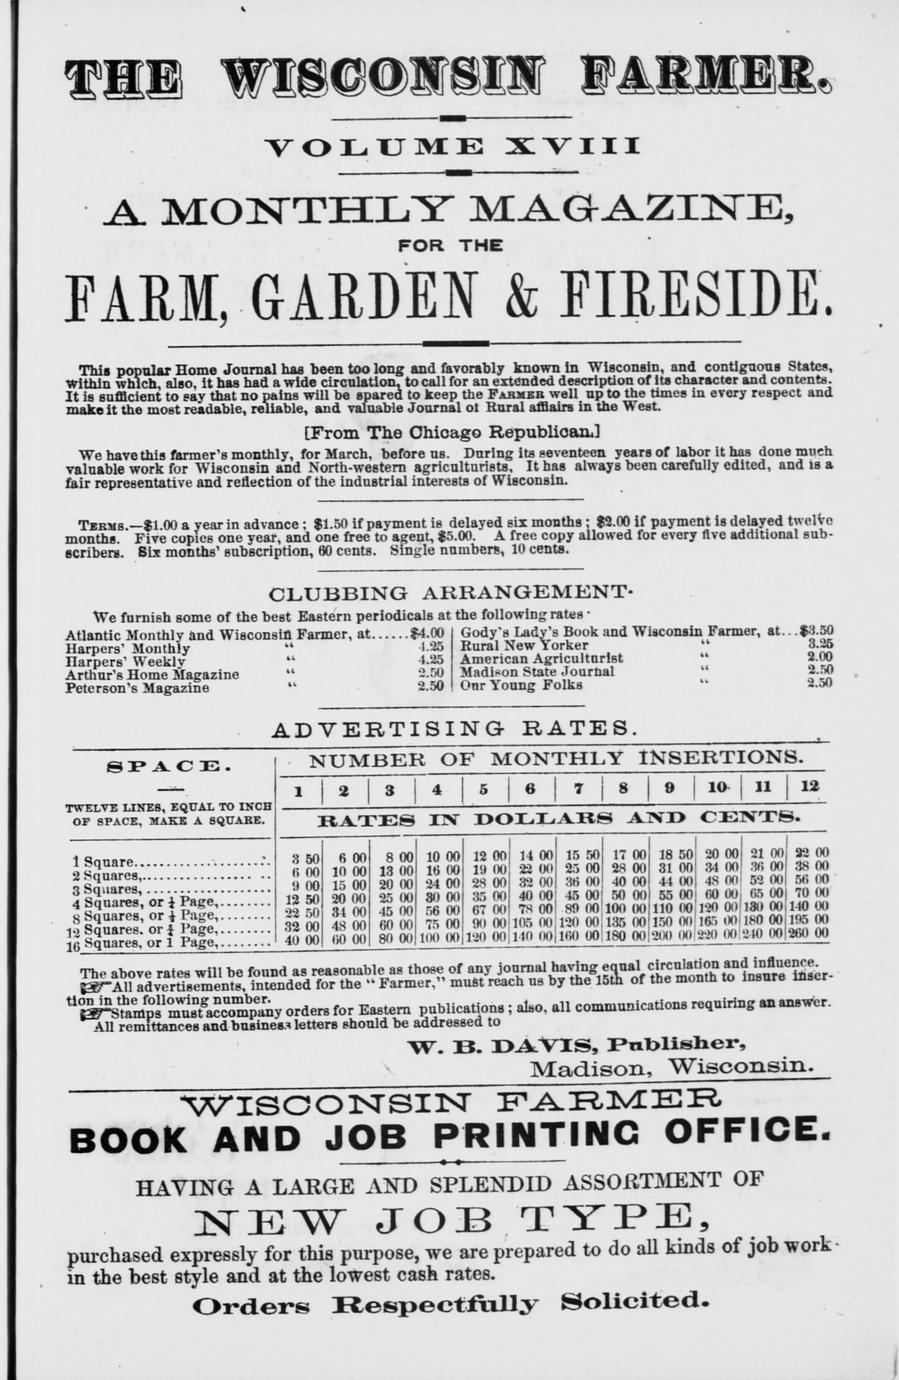 THE WISCONSIN FARMER.
VOLUME XVIII
A MONTHLY MAGAZINE,
FOR THE
FARM, GARDEN & FIRESIDE.
This popular Home Journal has been too long and favorably known in Wisconsin, and contiguous States,
within which, also, it has had a wide circulation, to call for an extended description of its character and contents.
It is sufficient to say that no pains will be spared to keep the FARMER well up to the times in every respect and
make it the most readable, reliable, and valuable Journal of Rural affairs in the West.
[From The Chicago Republican.]
We have this farmer's monthly, for March, before us. During its seventeen years of labor it has done much
valuable work for Wisconsin and North-western agriculturists, It has always been carefully edited, and is a
fair representative and reflection of the industrial interests of Wisconsin.
TERMS.—$1.00 a year in advance; $1.50 if payment is delayed six months; $2.00 if payment is delayed twelve
months. Five copies one year, and one free to agent, $5.00. A free copy allowed for every five additional sub-
scribers. Six months' subscription, 60 cents. Single numbers, 10 cents.
CLUBBING ARRANGEMENT.
We furnish some of the best Eastern periodicals at the following rates.
Atlantic Monthly and Wisconsin Farmer, at......$4.00
Harpers' Monthly " 4.25
Harpers' Weekly " 4.25
Arthur's Home Magazine " 2.50
Peterson's Magazine " 2.50
Gody's Lady's Book and Wisconsin Farmer, at...$3.50
Rural New Yorker " 3.25
American Agriculturist " 2.00
Madison State Journal " 2.50
Our Young Folks " 2.50
ADVERTISING RATES.
SPACE.
TWELVE LINES, EQUAL TO INCH
OF SPACE, MAKE A SQUARE.
NUMBER OF MONTHLY INSERTIONS.
1 | 2 | 3 | 4 | 5 | 6 | 7 | 8 | 9 | 10 | 11 | 12
RATES IN DOLLARS AND CENTS.
1 Square.................... 3 50 6 00 8 00 10 00 12 00 14 00 15 50 17 00 18 50 20 00 21 00 22 00
2 Squares,.................. 6 00 10 00 13 00 16 00 19 00 22 00 25 00 28 00 31 00 34 00 36 00 38 00
3 Squares, .................. 9 00 15 00 20 00 24 00 28 00 32 00 36 00 40 00 44 00 48 00 52 00 56 00
4 Squares, or ¼ Page,........ 12 50 20 00 25 00 30 00 35 00 40 00 45 00 50 00 55 00 60 00 65 00 70 00
8 Squares, or ½ Page,........ 22 50 34 00 45 00 56 00 67 00 78 00 89 00 100 00 110 00 120 00 130 00 140 00
12 Squares. or ¾ Page,........ 32 00 48 00 60 00 75 00 90 00 105 00 120 00 135 00 150 00 165 00 180 00 195 00
16 Squares, or 1 Page,........ 40 00 60 00 80 00 100 00 120 00 140 00 160 00 180 00 200 00 220 00 240 00 260 00
The above rates will be found as reasonable as those of any journal having equal circulation and influence.
☞All advertisements, intended for the "Farmer," must reach us by the 15th of the month to insure inser-
tion in the following number.
☞Stamps must accompany orders for Eastern publications; also, all communications requiring an answer.
All remittances and business letters should be addressed to
W. B. DAVIS, Publisher,
Madison, Wisconsin.
WISCONSIN FARMER
BOOK AND JOB PRINTING OFFICE.
HAVING A LARGE AND SPLENDID ASSORTMENT OF
NEW JOB TYPE,
purchased expressly for this purpose, we are prepared to do all kinds of job work
in the best style and at the lowest cash rates.
Orders Respectfully Solicited.